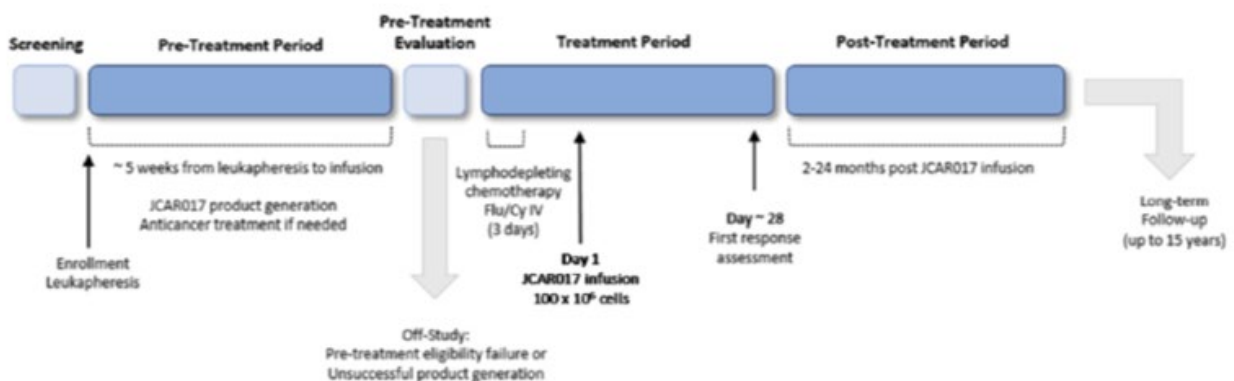 Screening
Pre-Treatment Period
Pre-Treatment
Evaluation
Treatment Period
Post-Treatment Period
~ 5 weeks from leukapheresis to infusion
JCAR017 product generation
Anticancer treatment if needed
Enrollment
Leukapheresis
Off-Study:
Pre-treatment eligibility failure or
Unsuccessful product generation
Lymphodepleting
chemotherapy
Flu/Cy IV
(3 days)
Day 1
JCAR017 infusion
100 x 10⁶ cells
Day ~ 28
First response
assessment
2-24 months post JCAR017 infusion
Long-term
Follow-up
(up to 15 years)